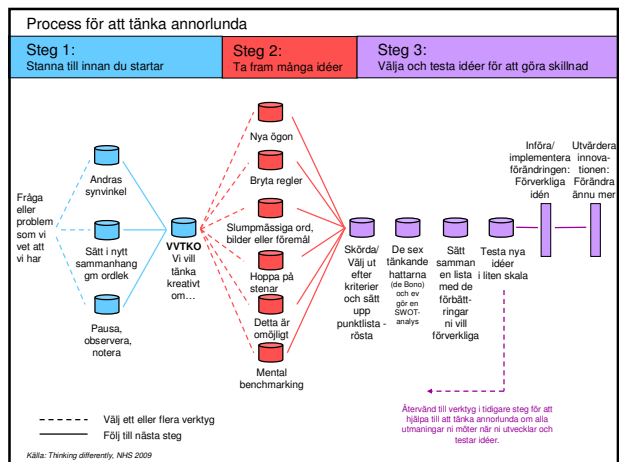 Process för att tänka annorlunda
Steg 1:
Stanna till innan du startar
Steg 2:
Ta fram många idéer
Steg 3:
Välja och testa idéer för att göra skillnad
Fråga
eller
problem
som vi
vet att
vi har
Andras
synvinkel
Sätt i nytt
sammanhang
gm ordlek
Pausa,
observera,
notera
VVTKO
Vi vill
tänka
kreativt
om…
Nya ögon
Bryta regler
Slumpmässiga ord,
bilder eller föremål
Hoppa på
stenar
Detta är
omöjligt
Mental
benchmarking
Skörda/
Välj ut
efter
kriterier
och sätt
upp
punktlista -
rösta
De sex
tänkande
hattarna
(de Bono)
och ev
gör en
SWOT-
analys
Sätt
samman
en lista
med de
förbätt-
ringar
ni vill
förverkliga
Testa nya
idéer
i liten skala
Införa/
implementera
förändringen:
Förverkliga
idén
Utvärdera
innova-
tionen:
Förändra
ännu mer
Återvänd till verktyg i tidigare steg för att
hjälpa till att tänka annorlunda om alla
utmaningar ni möter när ni utvecklar och
testar idéer.
Välj ett eller flera verktyg
Följ till nästa steg
Källa: Thinking differently, NHS 2009